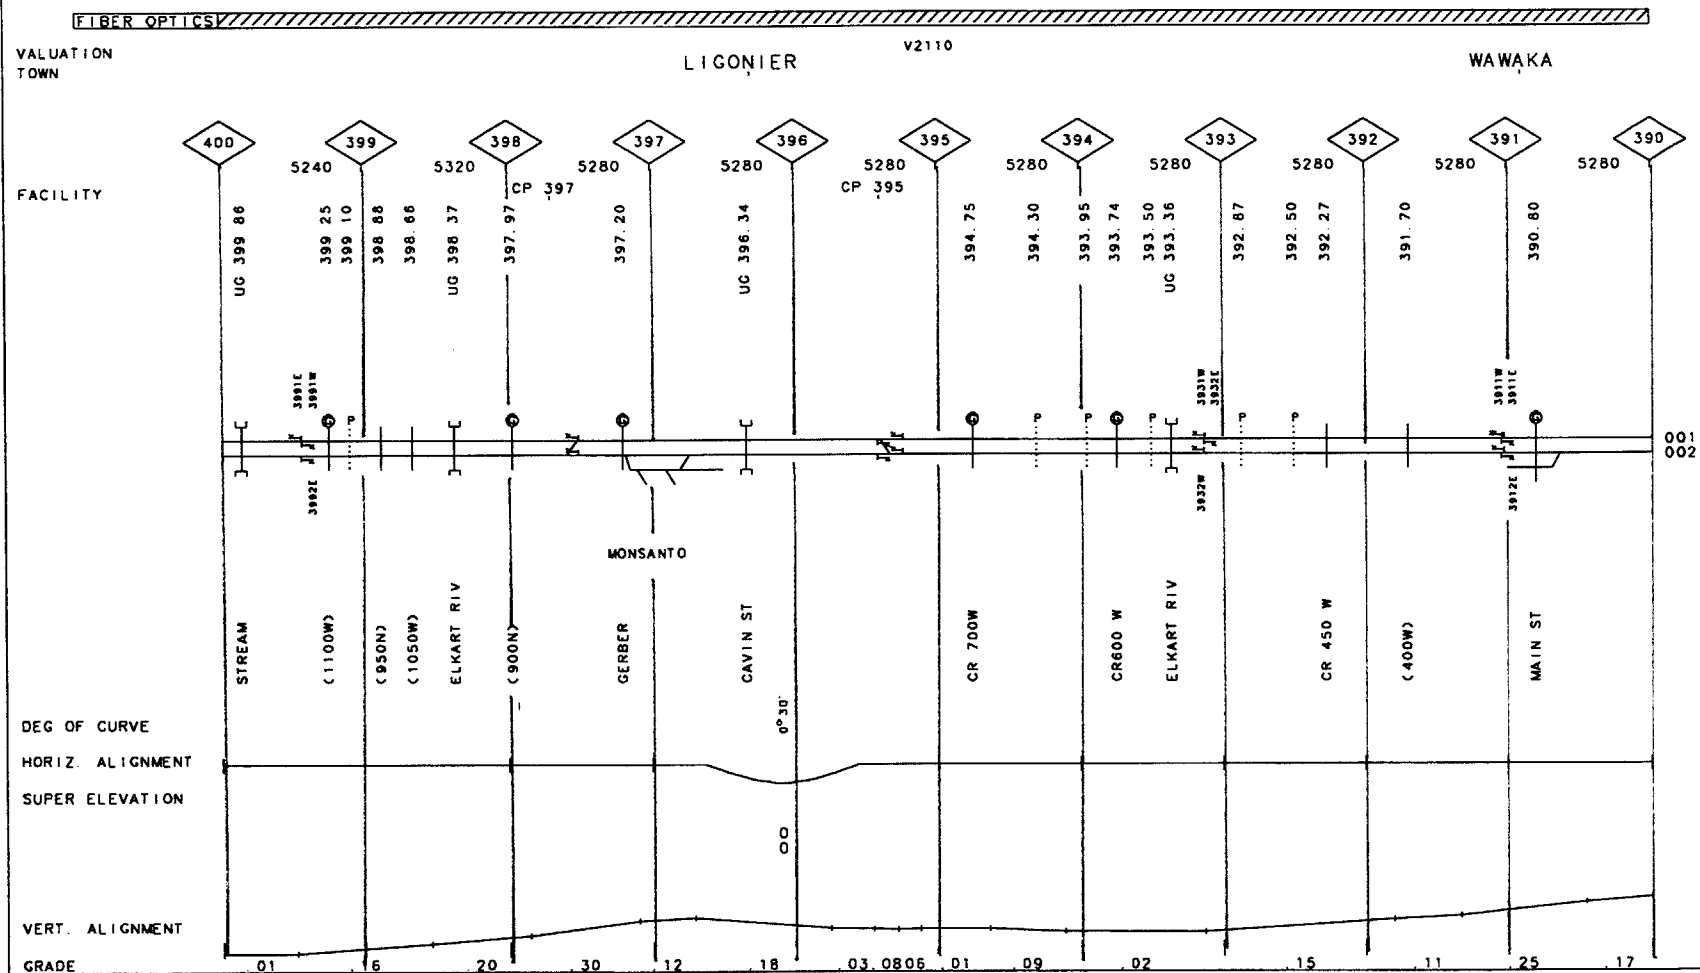 FIBER OPTICS
VALUATION V2110
TOWN LIGONIER WAWAKA
400 399 398 397 396 395 394 393 392 391 390
5240 5320 5280 5280 5280 5280 5280 5280 5280 5280
FACILITY CP 397 CP 395
UG 399 86
399 25
399 10
398 88
398. 66
UG 398 37
397. 97
397. 20
UG 396. 34
394. 75
394. 30
393. 95
393. 74
393. 50
UG 393. 36
392. 87
392. 50
392. 27
391. 70
390. 80
3991E
3991W
3931W
3932E
3911W
3911E
G G G G G G
P P P P P P
001
002
3992E
3932W
3912E
MONSANTO
STREAM
(1100W)
(950N)
(1050W)
ELKART RIV
(900N)
GERBER
CAVIN ST
CR 700W
CR600 W
ELKART RIV
CR 450 W
(400W)
MAIN ST
DEG OF CURVE 0°30'
HORIZ. ALIGNMENT
SUPER ELEVATION
00
VERT. ALIGNMENT
GRADE .01 .16 .20 .30 .12 .18 .03 .08 06 .01 .09 .02 .15 .11 .25 .17